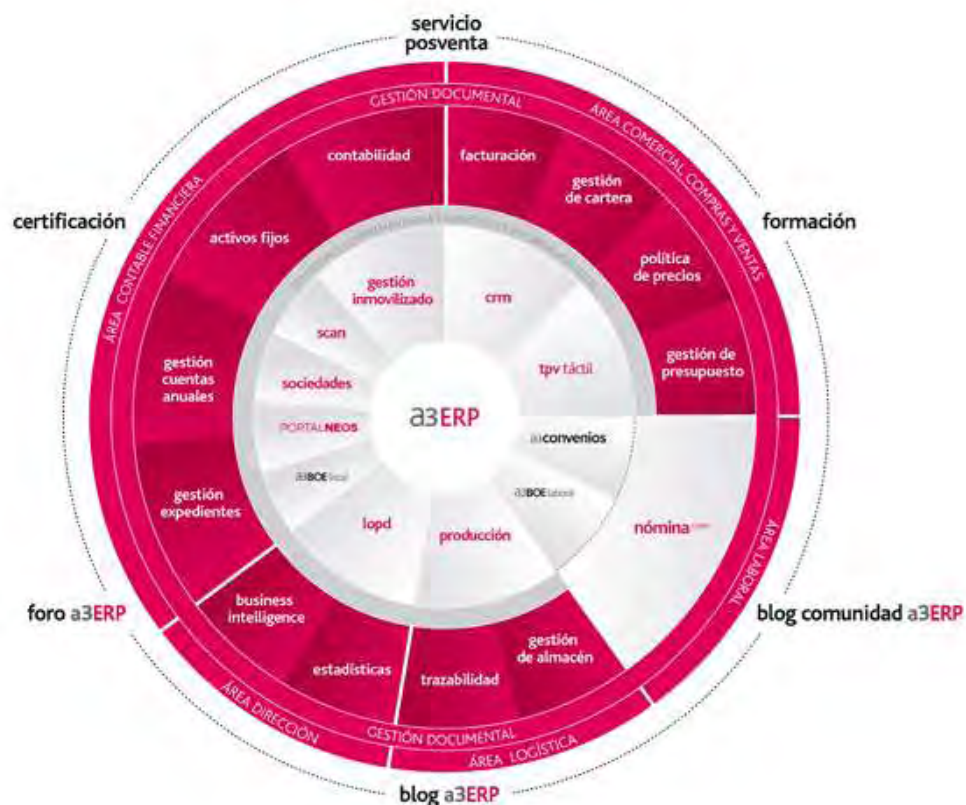 servicio
posventa
GESTIÓN DOCUMENTAL
ÁREA COMERCIAL, COMPRAS Y VENTAS
ÁREA CONTABLE FINANCIERA
contabilidad
facturación
gestión
de cartera
certificación
formación
activos fijos
política
de precios
gestión
inmovilizado
crm
scan
gestión
cuentas
anuales
gestión de
presupuesto
sociedades
tpv táctil
a3ERP
PORTALNEOS
a3convenios
a3BOE fiscal
a3BOE laboral
gestión
expedientes
lopd
producción
nómina
ÁREA LABORAL
foro a3ERP
blog comunidad a3ERP
business
intelligence
gestión
de almacén
estadísticas
trazabilidad
ÁREA DIRECCIÓN
GESTIÓN DOCUMENTAL
ÁREA LOGÍSTICA
blog a3ERP